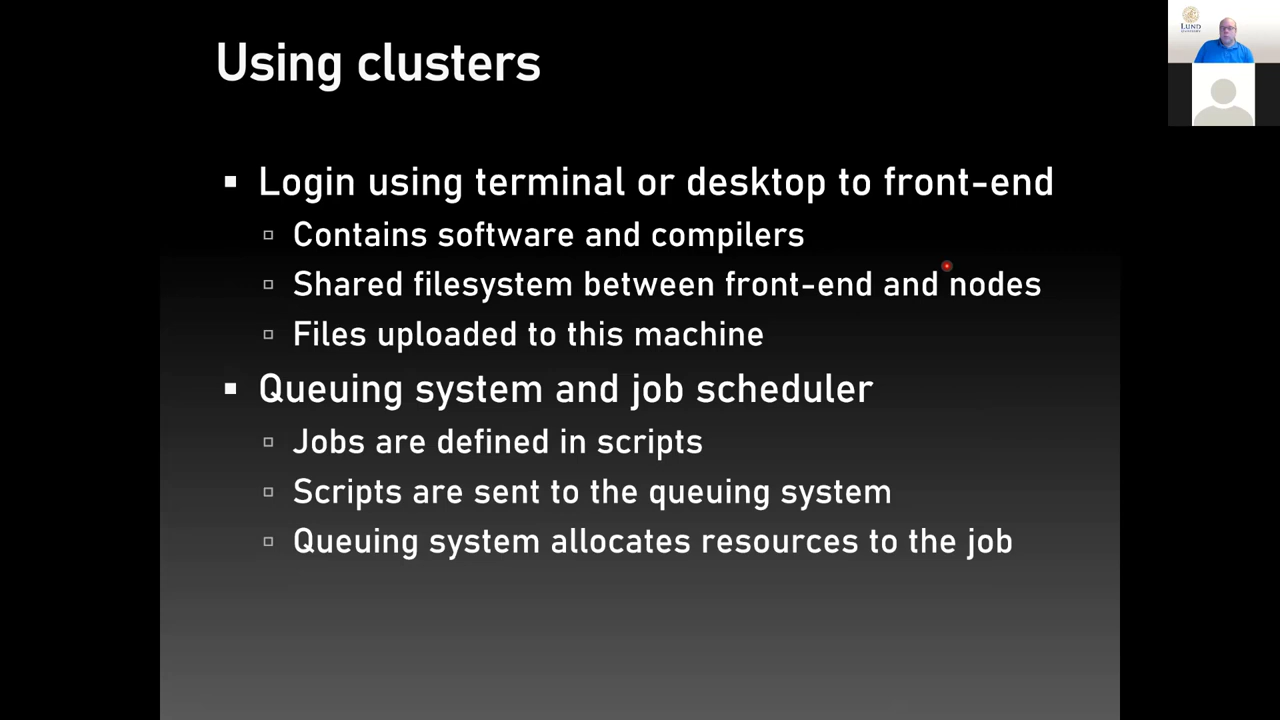 Using clusters
Login using terminal or desktop to front-end
Contains software and compilers
Shared filesystem between front-end and nodes
Files uploaded to this machine
Queuing system and job scheduler
Jobs are defined in scripts
Scripts are sent to the queuing system
Queuing system allocates resources to the job
LUND